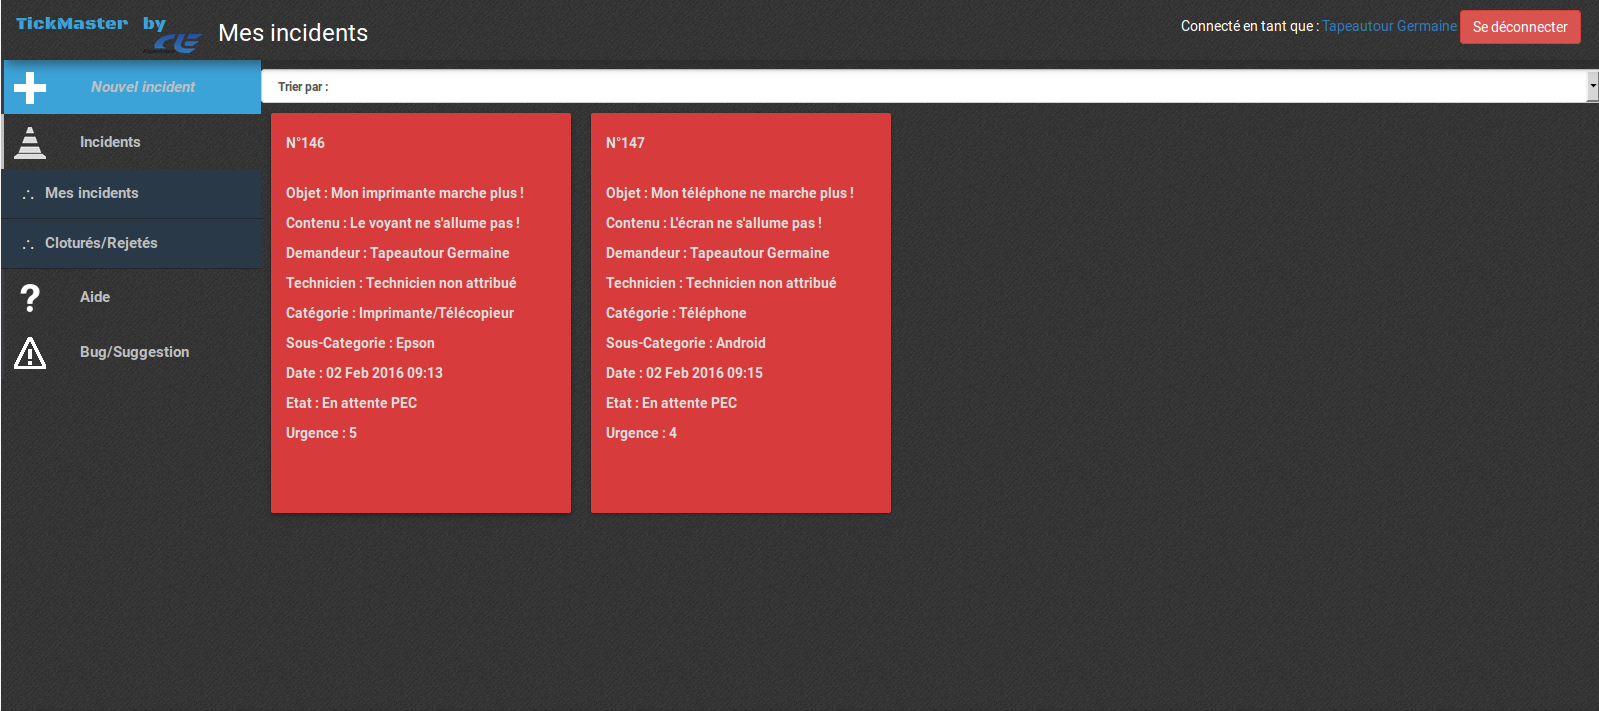 TickMaster by
CLE
Mes incidents
Connecté en tant que : Tapeautour Germaine
Se déconnecter
Nouvel incident
Incidents
Mes incidents
Cloturés/Rejetés
Aide
Bug/Suggestion
Trier par :
N°146
Objet : Mon imprimante marche plus !
Contenu : Le voyant ne s'allume pas !
Demandeur : Tapeautour Germaine
Technicien : Technicien non attribué
Catégorie : Imprimante/Télécopieur
Sous-Categorie : Epson
Date : 02 Feb 2016 09:13
Etat : En attente PEC
Urgence : 5
N°147
Objet : Mon téléphone ne marche plus !
Contenu : L'écran ne s'allume pas !
Demandeur : Tapeautour Germaine
Technicien : Technicien non attribué
Catégorie : Téléphone
Sous-Categorie : Android
Date : 02 Feb 2016 09:15
Etat : En attente PEC
Urgence : 4